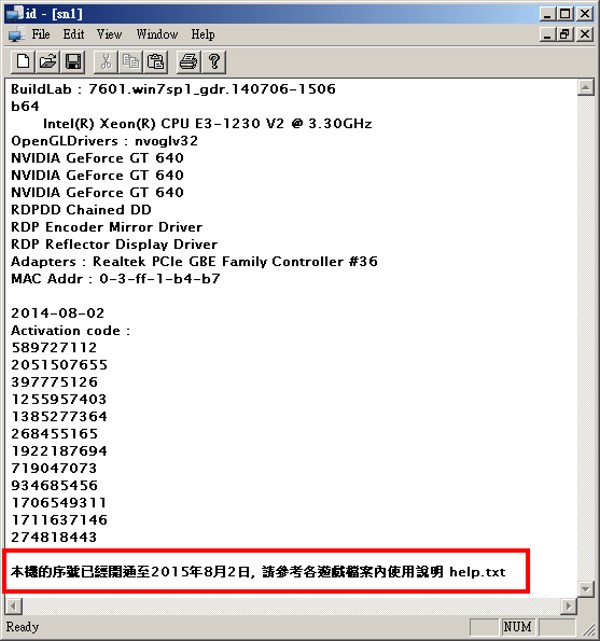 id - [sn1]
File Edit View Window Help
BuildLab : 7601.win7sp1_gdr.140706-1506
b64
Intel(R) Xeon(R) CPU E3-1230 V2 @ 3.30GHz
OpenGLDrivers : nvoglv32
NVIDIA GeForce GT 640
NVIDIA GeForce GT 640
NVIDIA GeForce GT 640
RDPDD Chained DD
RDP Encoder Mirror Driver
RDP Reflector Display Driver
Adapters : Realtek PCIe GBE Family Controller #36
MAC Addr : 0-3-ff-1-b4-b7
2014-08-02
Activation code :
589727112
2051507655
397775126
1255957403
1385277364
268455165
1922187694
719047073
934685456
1706549311
1711637146
274818443
本機的序號已經開通至2015年8月2日, 請參考各遊戲檔案內使用說明 help.txt
Ready NUM